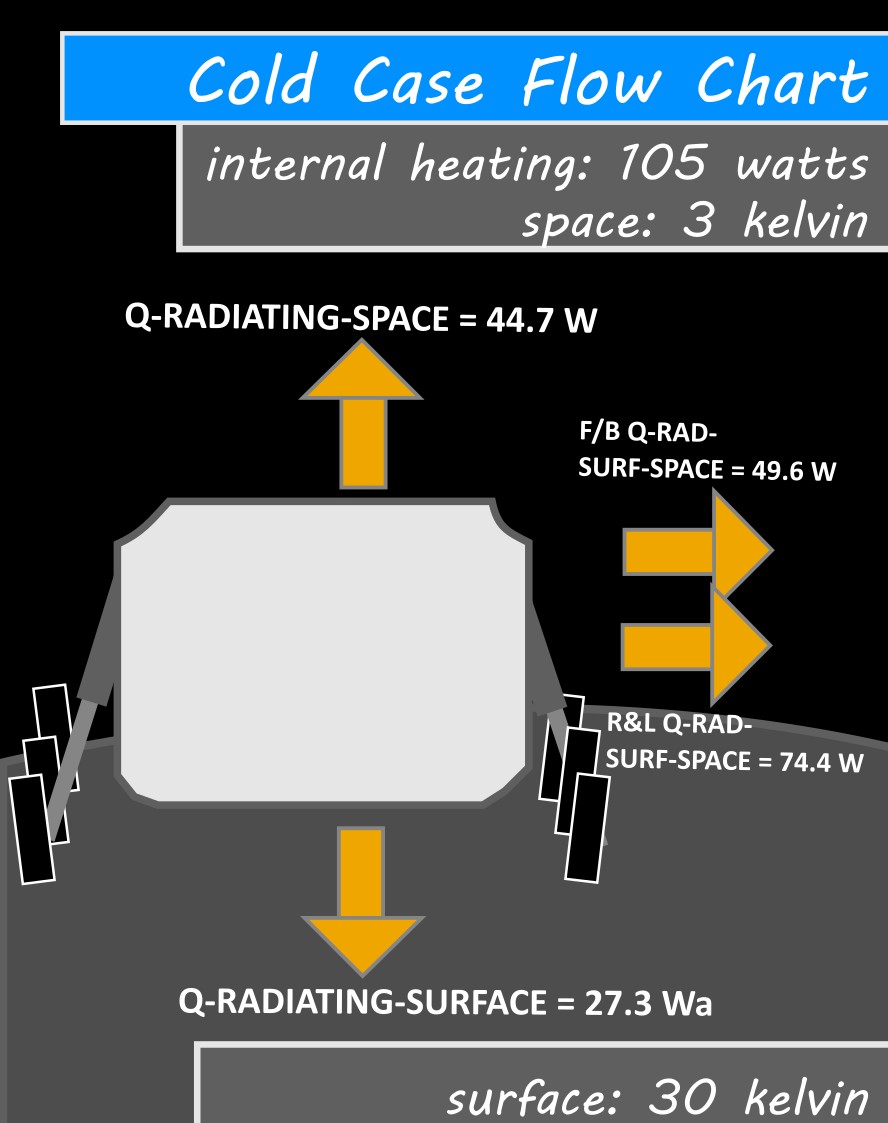 Cold Case Flow Chart
internal heating: 105 watts
space: 3 kelvin
Q-RADIATING-SPACE = 44.7 W
F/B Q-RAD-
SURF-SPACE = 49.6 W
R&L Q-RAD-
SURF-SPACE = 74.4 W
Q-RADIATING-SURFACE = 27.3 Wa
surface: 30 kelvin